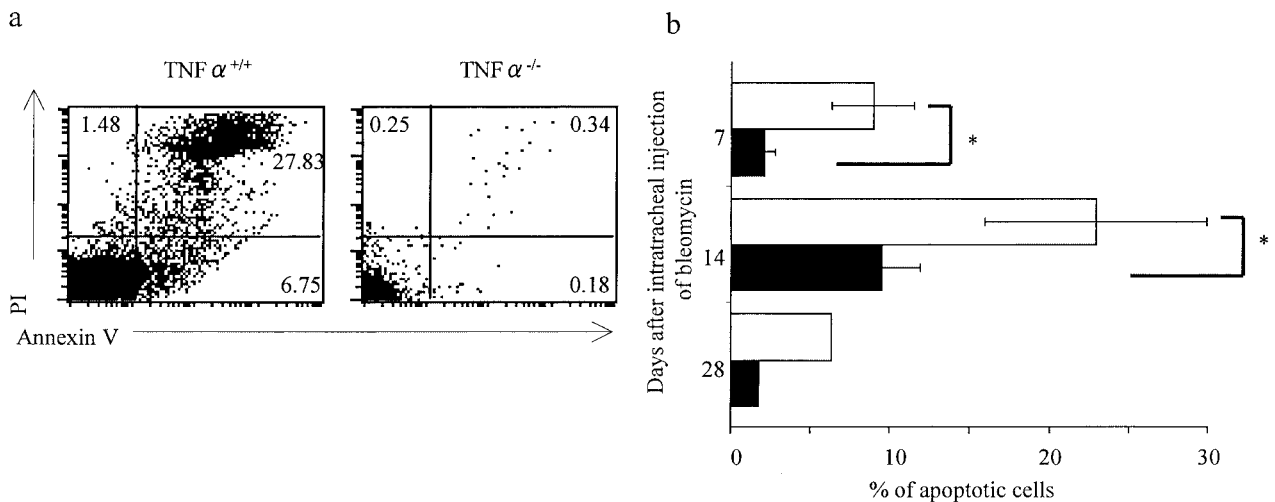 a
TNF α+/+
TNF α-/-
1.48
27.83
6.75
0.25
0.34
0.18
PI
Annexin V
b
Days after intratracheal injection
of bleomycin
7
*
14
*
28
0
10
20
30
% of apoptotic cells